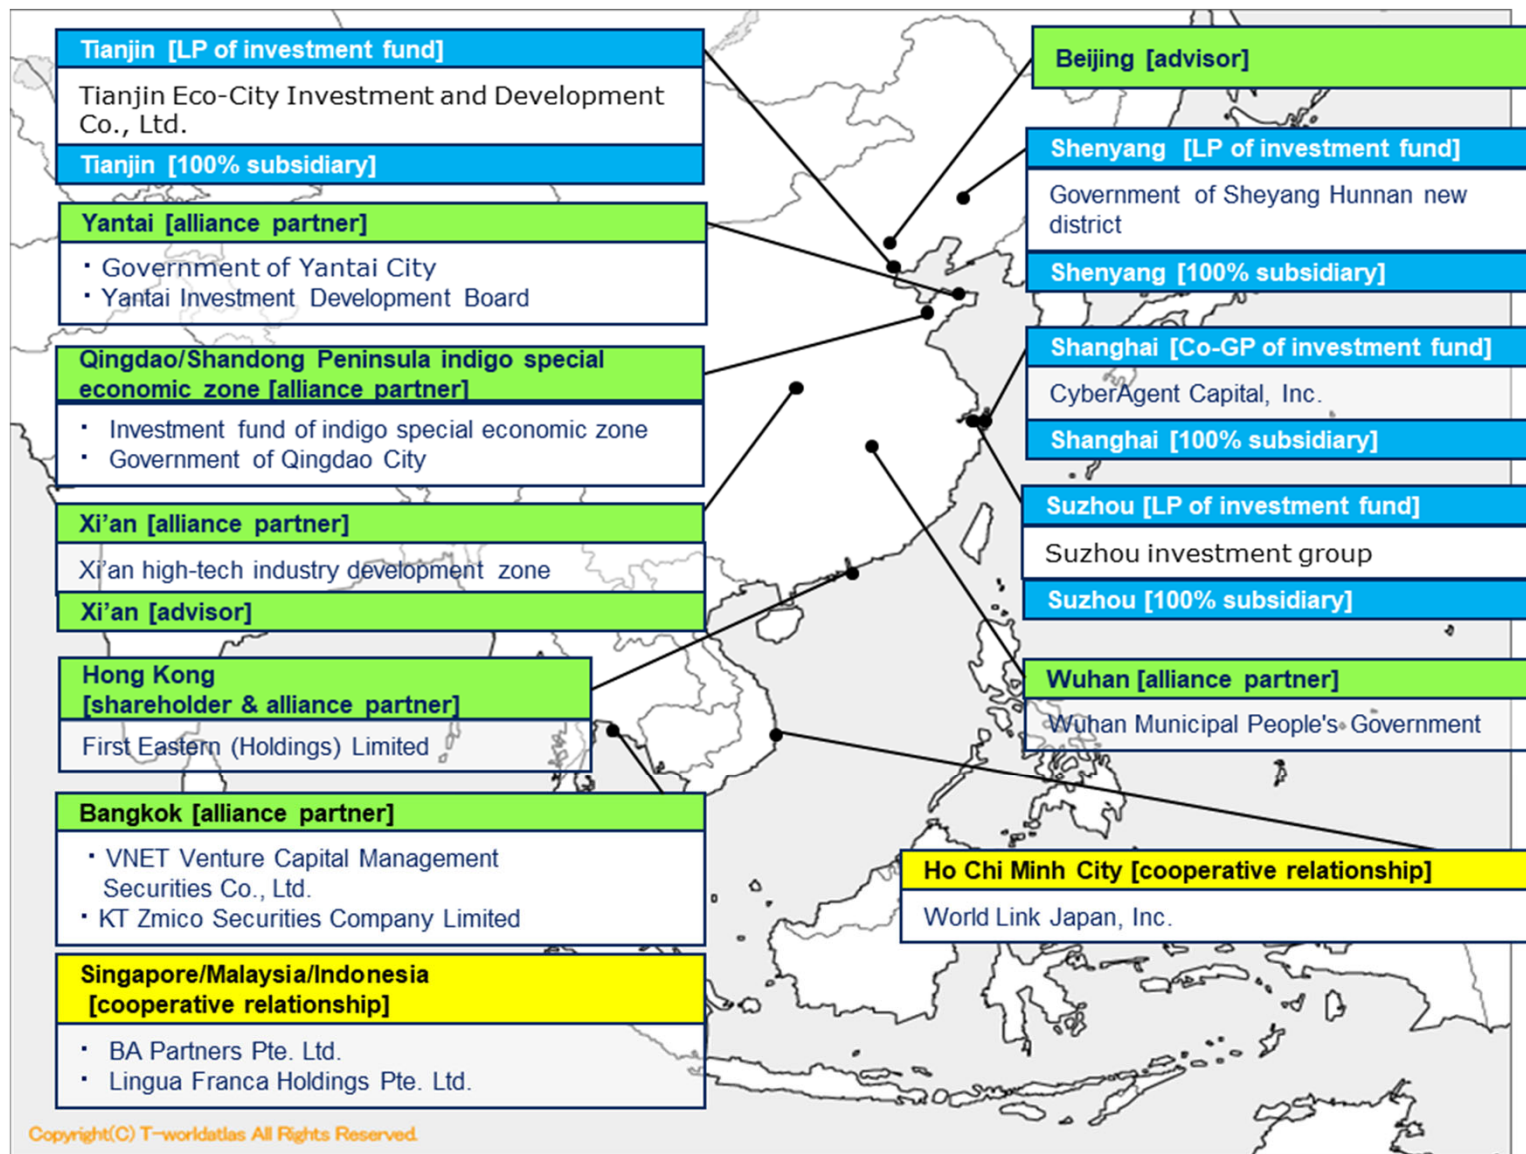 Tianjin [LP of investment fund]
Tianjin Eco-City Investment and Development
Co., Ltd.
Tianjin [100% subsidiary]
Yantai [alliance partner]
・Government of Yantai City
・Yantai Investment Development Board
Qingdao/Shandong Peninsula indigo special
economic zone [alliance partner]
・ Investment fund of indigo special economic zone
・ Government of Qingdao City
Xi'an [alliance partner]
Xi'an high-tech industry development zone
Xi'an [advisor]
Hong Kong
[shareholder & alliance partner]
First Eastern (Holdings) Limited
Bangkok [alliance partner]
・VNET Venture Capital Management
Securities Co., Ltd.
・KT Zmico Securities Company Limited
Singapore/Malaysia/Indonesia
[cooperative relationship]
・ BA Partners Pte. Ltd.
・ Lingua Franca Holdings Pte. Ltd.
Beijing [advisor]
Shenyang [LP of investment fund]
Government of Sheyang Hunnan new
district
Shenyang [100% subsidiary]
Shanghai [Co-GP of investment fund]
CyberAgent Capital, Inc.
Shanghai [100% subsidiary]
Suzhou [LP of investment fund]
Suzhou investment group
Suzhou [100% subsidiary]
Wuhan [alliance partner]
Wuhan Municipal People's Government
Ho Chi Minh City [cooperative relationship]
World Link Japan, Inc.
Copyright(C) T-worldatlas All Rights Reserved.